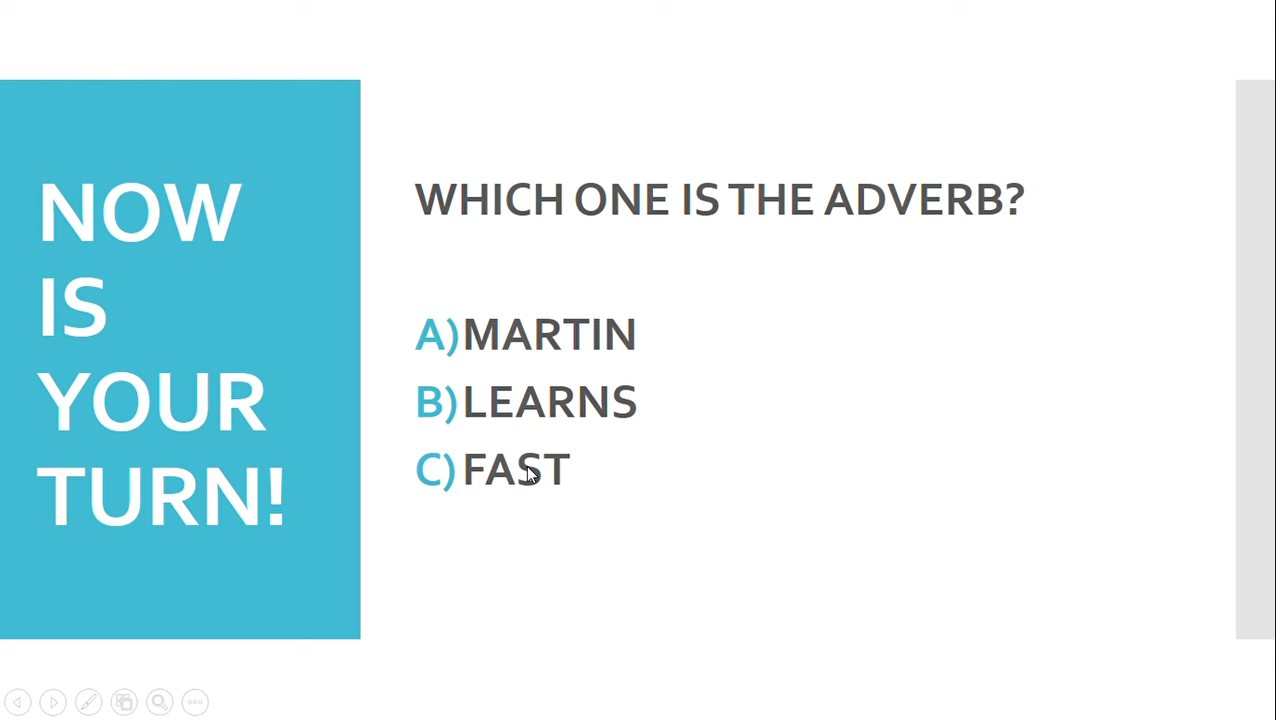 NOW
IS
YOUR
TURN!
WHICH ONE IS THE ADVERB?
A) MARTIN
B) LEARNS
C) FAST